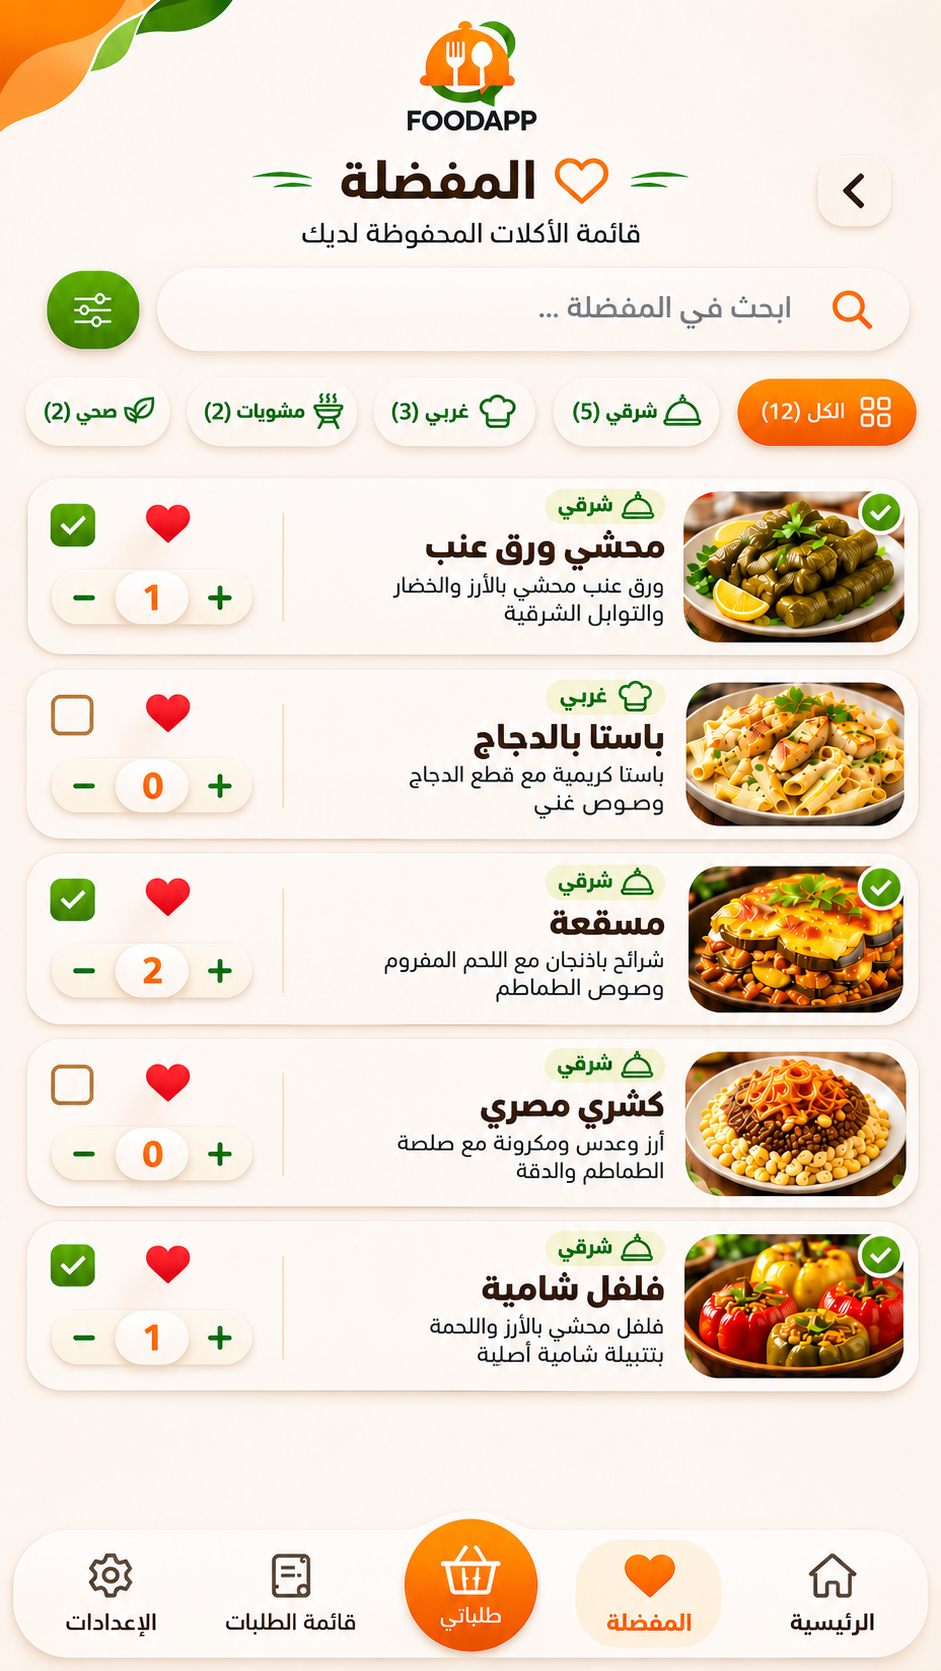 FOODAPP
المفضلة
قائمة الأكلات المحفوظة لديك
ابحث في المفضلة ...
الكل (12)
شرقي (5)
غربي (3)
مشويات (2)
صحي (2)
شرقي
محشي ورق عنب
ورق عنب محشي بالأرز والخضار
والتوابل الشرقية
1
غربي
باستا بالدجاج
باستا كريمية مع قطع الدجاج
وصوص غني
0
شرقي
مسقعة
شرائح باذنجان مع اللحم المفروم
وصوص الطماطم
2
شرقي
كشري مصري
أرز وعدس ومكرونة مع صلصة
الطماطم والدقة
0
شرقي
فلفل شامية
فلفل محشي بالأرز واللحمة
بتتبيلة شامية أصلية
1
الرئيسية
المفضلة
طلباتي
قائمة الطلبات
الإعدادات